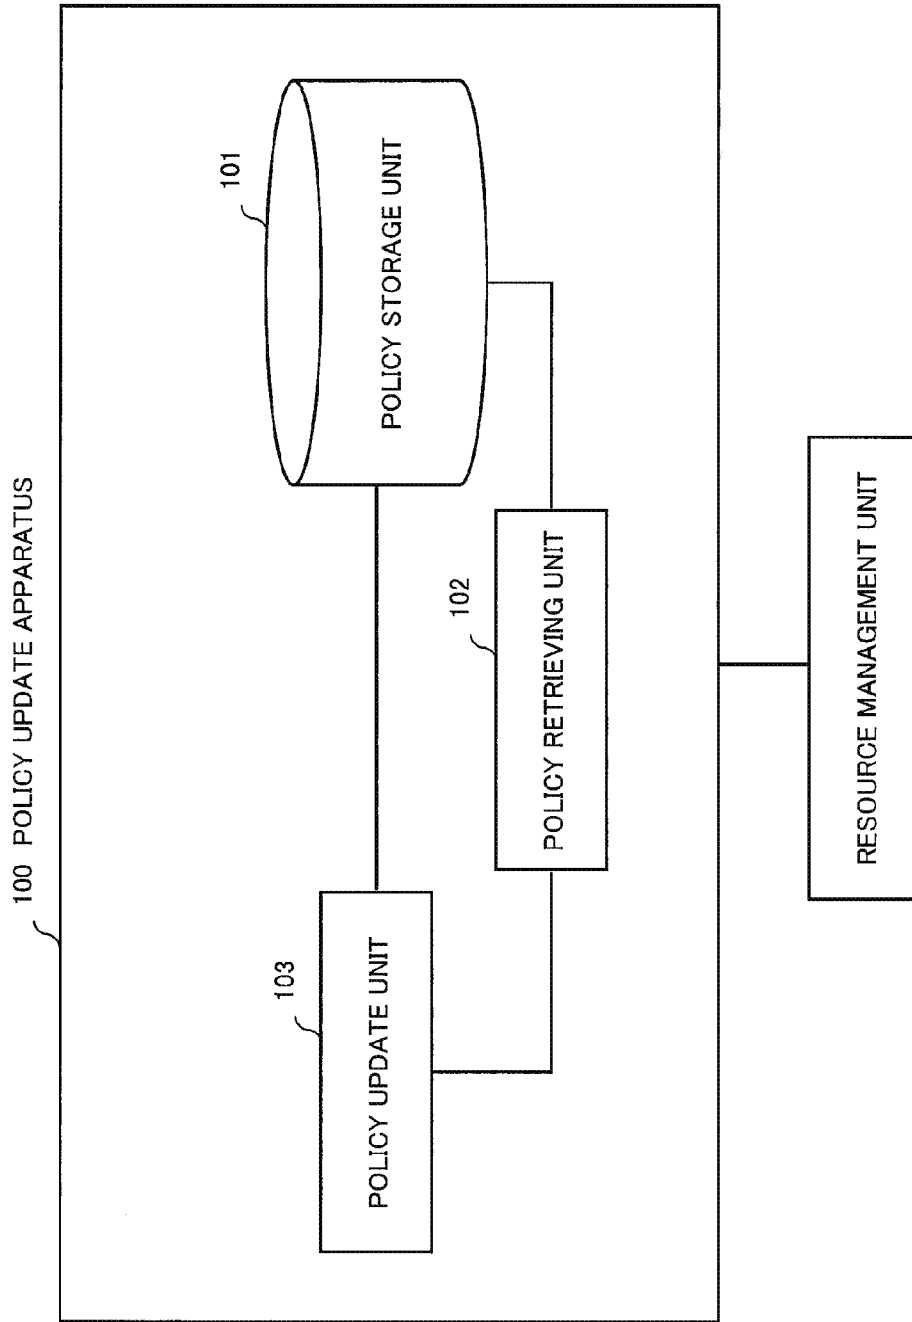 100 POLICY UPDATE APPARATUS
103
POLICY UPDATE UNIT
101
POLICY STORAGE UNIT
102
POLICY RETRIEVING UNIT
RESOURCE MANAGEMENT UNIT